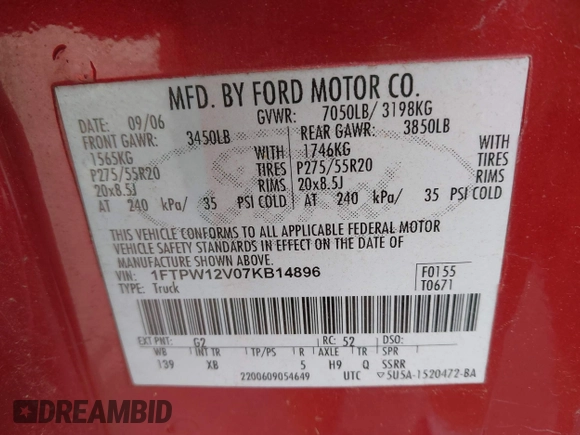 MFD. BY FORD MOTOR CO.
DATE: 09/06 GVWR: 7050LB/ 3198KG
FRONT GAWR: 3450LB REAR GAWR: 3850LB
1565KG WITH 1746KG WITH
P275/55R20 TIRES P275/55R20 TIRES
20x8.5J RIMS 20x8.5J RIMS
AT 240 kPa/ 35 PSI COLD AT 240 kPa/ 35 PSI COLD
THIS VEHICLE CONFORMS TO ALL APPLICABLE FEDERAL MOTOR
VEHICLE SAFETY STANDARDS IN EFFECT ON THE DATE OF
MANUFACTURE SHOWN ABOVE.
VIN: 1FTPW12V07KB14896 F0155
TYPE: Truck T0671
EXT PNT: G2 RC: 52 DSO:
WB INT TR TP/PS R AXLE TR SPR
139 XB 5 H9 Q SSRR
2200609054649 UTC 5U5A-1520472-BA
DREAMBID